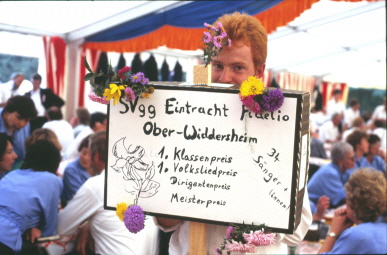 SVgg Eintracht Fidelio
Ober-Widdersheim
1. Klassenpreis
1. Volksliedpreis
Dirigentenpreis
Meisterpreis
34
Sänger +
innen